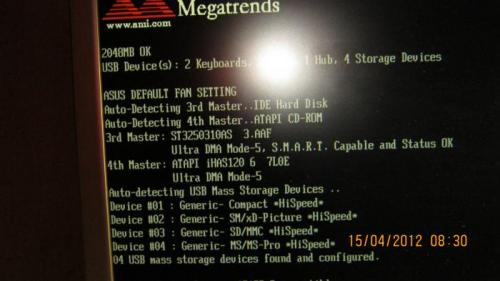 Megatrends
www.ami.com
2048MB OK
USB Device(s): 2 Keyboards, 1 Hub, 4 Storage Devices
ASUS DEFAULT FAN SETTING
Auto-Detecting 3rd Master..IDE Hard Disk
Auto-Detecting 4th Master..ATAPI CD-ROM
3rd Master: ST3250310AS 3.AAF
Ultra DMA Mode-5, S.M.A.R.T. Capable and Status OK
4th Master: ATAPI iHAS120 6 7L0E
Ultra DMA Mode-5
Auto-detecting USB Mass Storage Devices ..
Device #01 : Generic- Compact *HiSpeed*
Device #02 : Generic- SM/xD-Picture *HiSpeed*
Device #03 : Generic- SD/MMC *HiSpeed*
Device #04 : Generic- MS/MS-Pro *HiSpeed*
04 USB mass storage devices found and configured.
15/04/2012 08:30